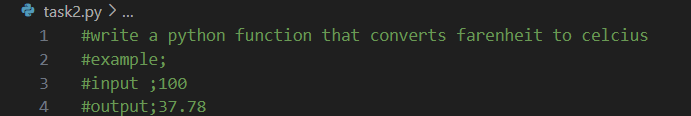 task2.py > ...
1 #write a python function that converts farenheit to celcius
2 #example;
3 #input ;100
4 #output;37.78